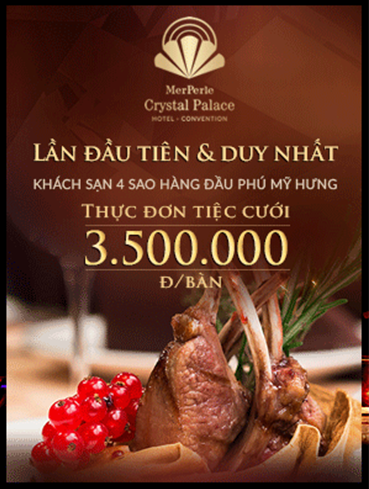 MerPerle
Crystal Palace
HOTEL - CONVENTION
LẦN ĐẦU TIÊN & DUY NHẤT
KHÁCH SẠN 4 SAO HÀNG ĐẦU PHÚ MỸ HƯNG
THỰC ĐƠN TIỆC CƯỚI
3.500.000
Đ/BÀN